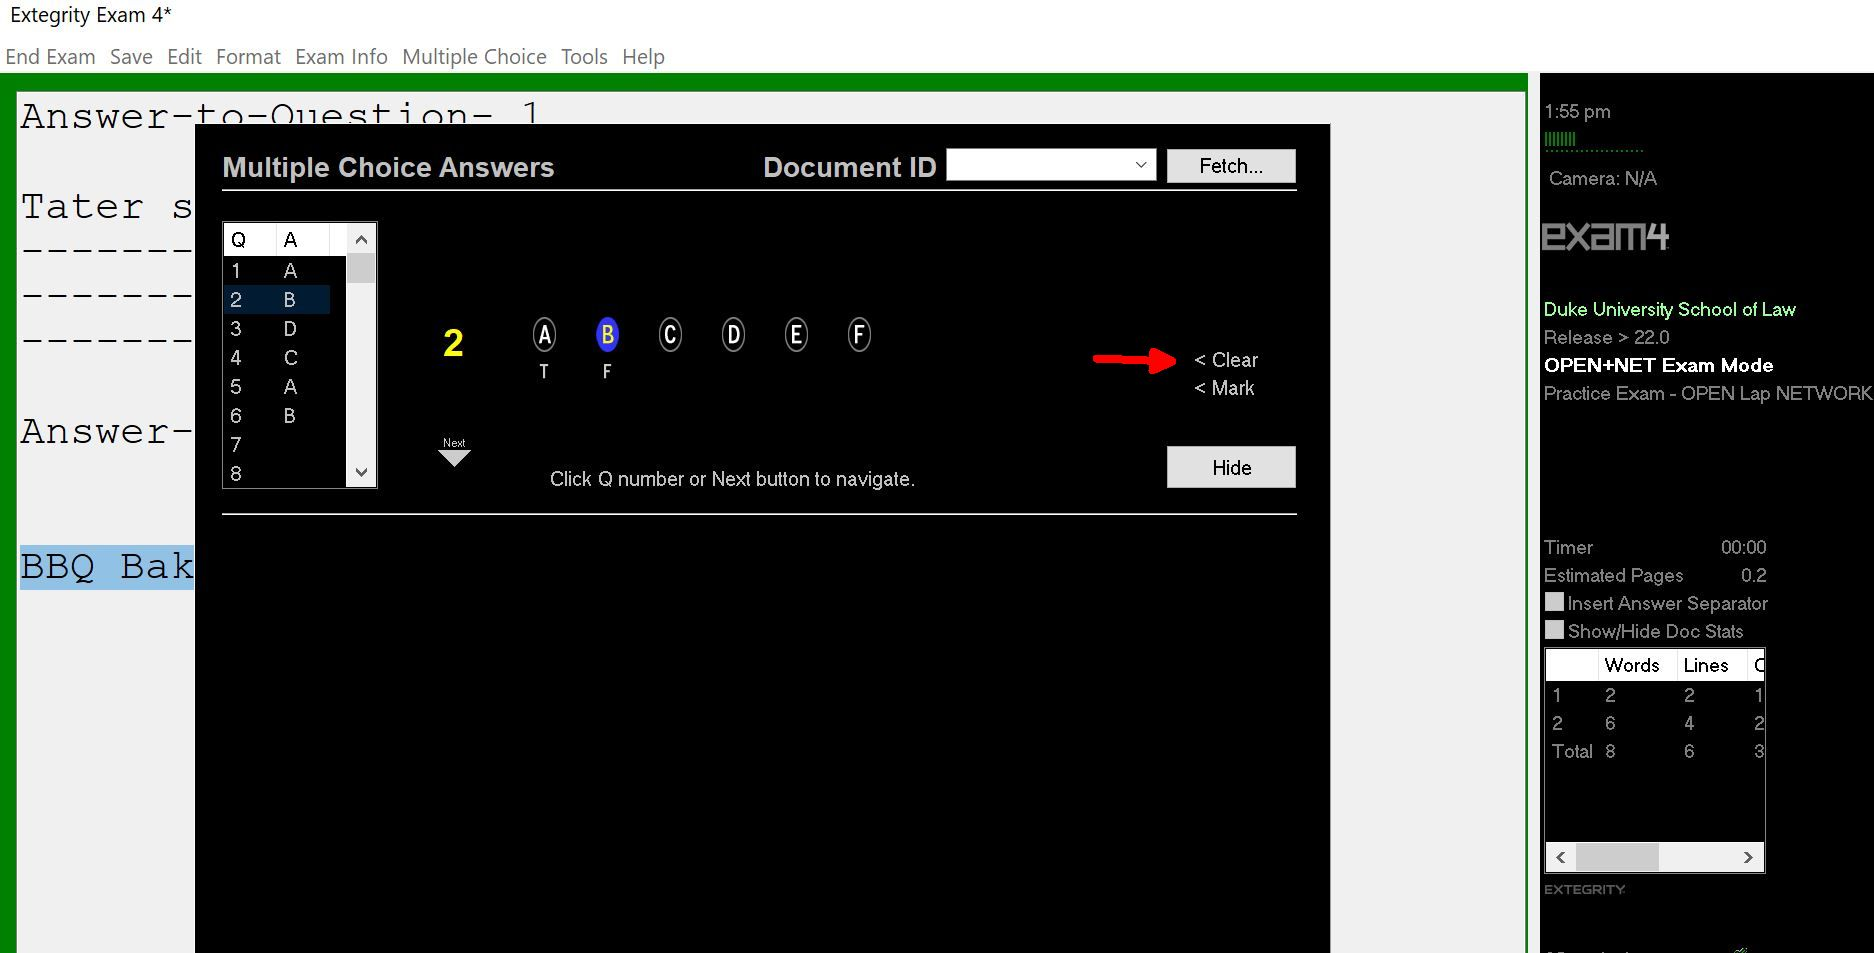 Extegrity Exam 4*
End Exam Save Edit Format Exam Info Multiple Choice Tools Help
Answer-to-Question- 1
Tater s
-------
-------
-------
Answer-
BBQ Bak
Multiple Choice Answers Document ID Fetch...
Q A
1 A
2 B
3 D
4 C
5 A
6 B
7
8
2 A B C D E F
T F
< Clear
< Mark
Next
Click Q number or Next button to navigate.
Hide
1:55 pm
Camera: N/A
exam4
Duke University School of Law
Release > 22.0
OPEN+NET Exam Mode
Practice Exam - OPEN Lap NETWORK
Timer 00:00
Estimated Pages 0.2
Insert Answer Separator
Show/Hide Doc Stats
Words Lines C
1 2 2 1
2 6 4 2
Total 8 6 3
EXTEGRITY